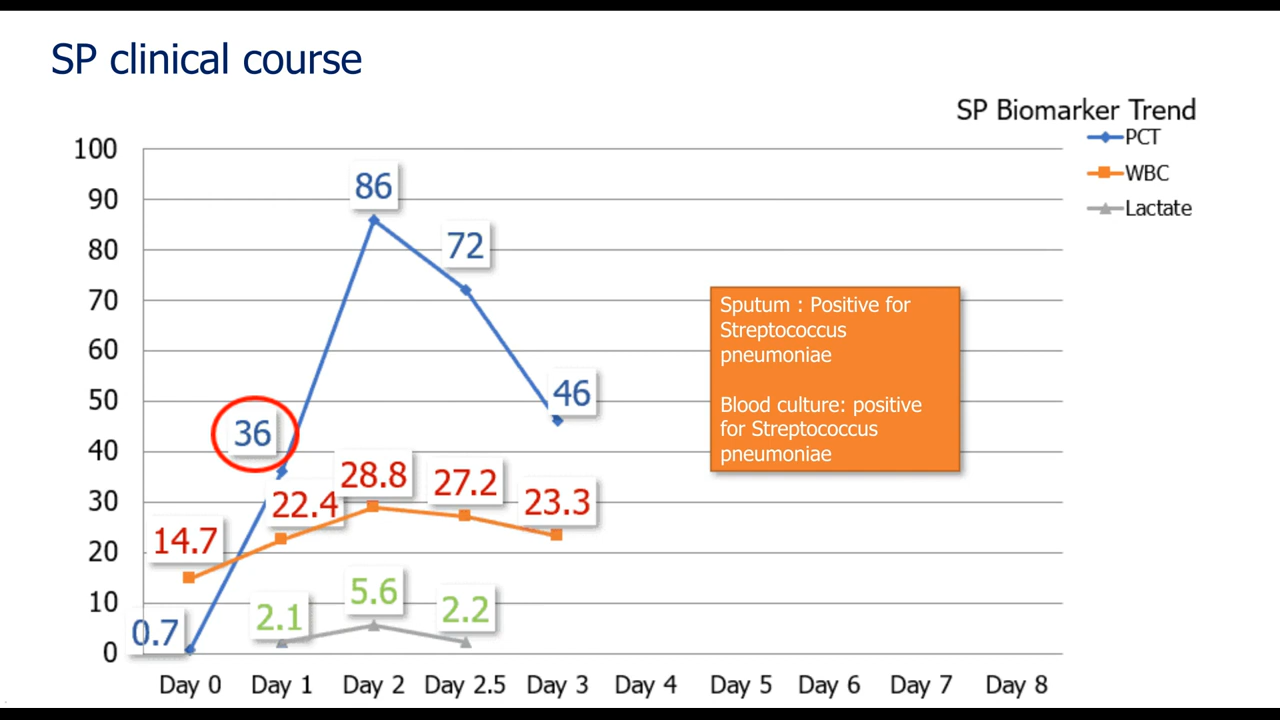 SP clinical course
SP Biomarker Trend
PCT
WBC
Lactate
100
90
80
70
60
50
40
30
20
10
0
86
72
46
36
0.7
28.8
27.2
23.3
22.4
14.7
5.6
2.1
2.2
Sputum : Positive for
Streptococcus
pneumoniae
Blood culture: positive
for Streptococcus
pneumoniae
Day 0 Day 1 Day 2 Day 2.5 Day 3 Day 4 Day 5 Day 6 Day 7 Day 8